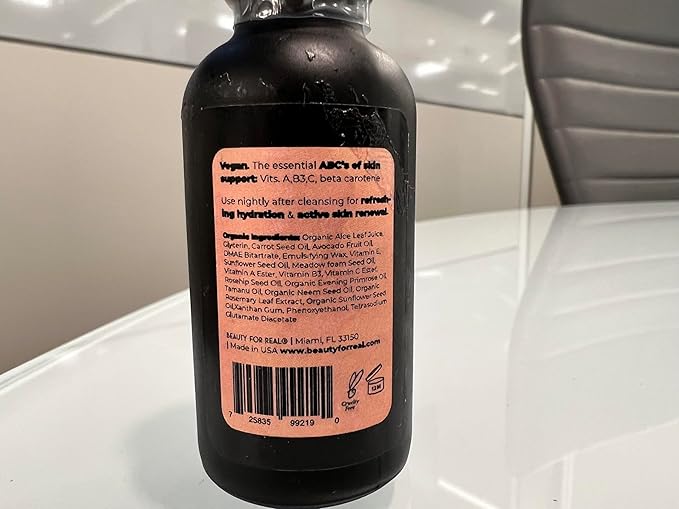 Vegan. The essential ABC's of skin
support: Vits. A,B3,C, beta carotene
Use nightly after cleansing for refresh-
ing hydration & active skin renewal.
Organic Ingredients: Organic Aloe Leaf Juice,
Glycerin, Carrot Seed Oil, Avocado Fruit Oil,
DMAE Bitartrate, Emulsifying Wax, Vitamin E,
Sunflower Seed Oil, Meadow foam Seed Oil,
Vitamin A Ester, Vitamin B3, Vitamin C Ester,
Rosehip Seed Oil, Organic Evening Primrose Oil,
Tamanu Oil, Organic Neem Seed Oil, Organic
Rosemary Leaf Extract, Organic Sunflower Seed
Oil,Xanthan Gum, Phenoxyethanol, Tetrasodium
Glutamate Diacetate
BEAUTY FOR REAL® | Miami, FL 33150
| Made in USA www.beautyforreal.com
Cruelty
Free
12M
7 25835 99219 0